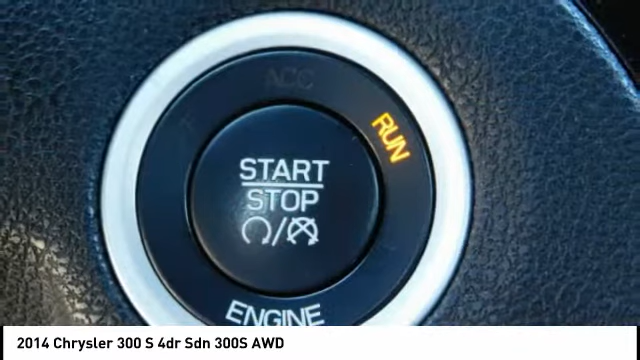 ACC
RUN
START
STOP
ENGINE
2014 Chrysler 300 S 4dr Sdn 300S AWD